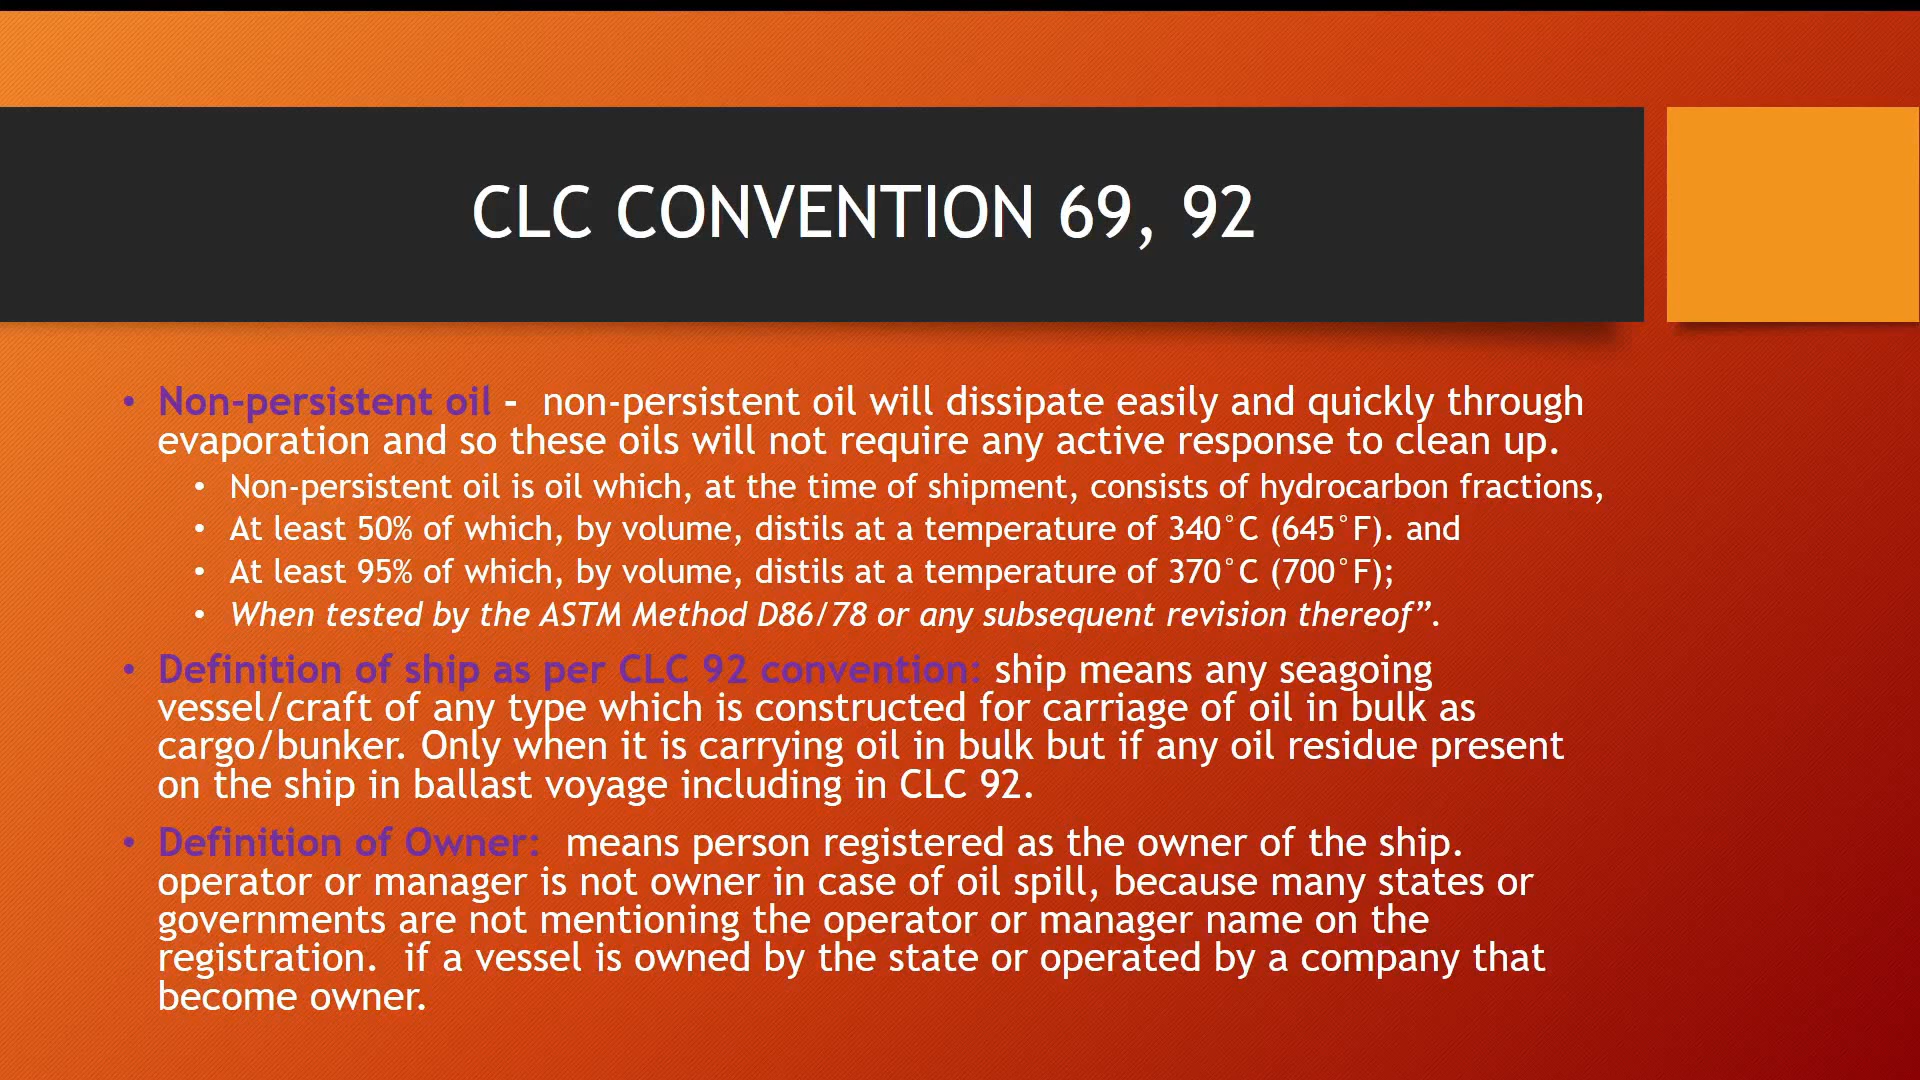 CLC CONVENTION 69, 92
• Non-persistent oil - non-persistent oil will dissipate easily and quickly through
evaporation and so these oils will not require any active response to clean up.
• Non-persistent oil is oil which, at the time of shipment, consists of hydrocarbon fractions,
• At least 50% of which, by volume, distils at a temperature of 340°C (645°F). and
• At least 95% of which, by volume, distils at a temperature of 370°C (700°F);
• When tested by the ASTM Method D86/78 or any subsequent revision thereof”.
• Definition of ship as per CLC 92 convention: ship means any seagoing
vessel/craft of any type which is constructed for carriage of oil in bulk as
cargo/bunker. Only when it is carrying oil in bulk but if any oil residue present
on the ship in ballast voyage including in CLC 92.
• Definition of Owner: means person registered as the owner of the ship.
operator or manager is not owner in case of oil spill, because many states or
governments are not mentioning the operator or manager name on the
registration. if a vessel is owned by the state or operated by a company that
become owner.